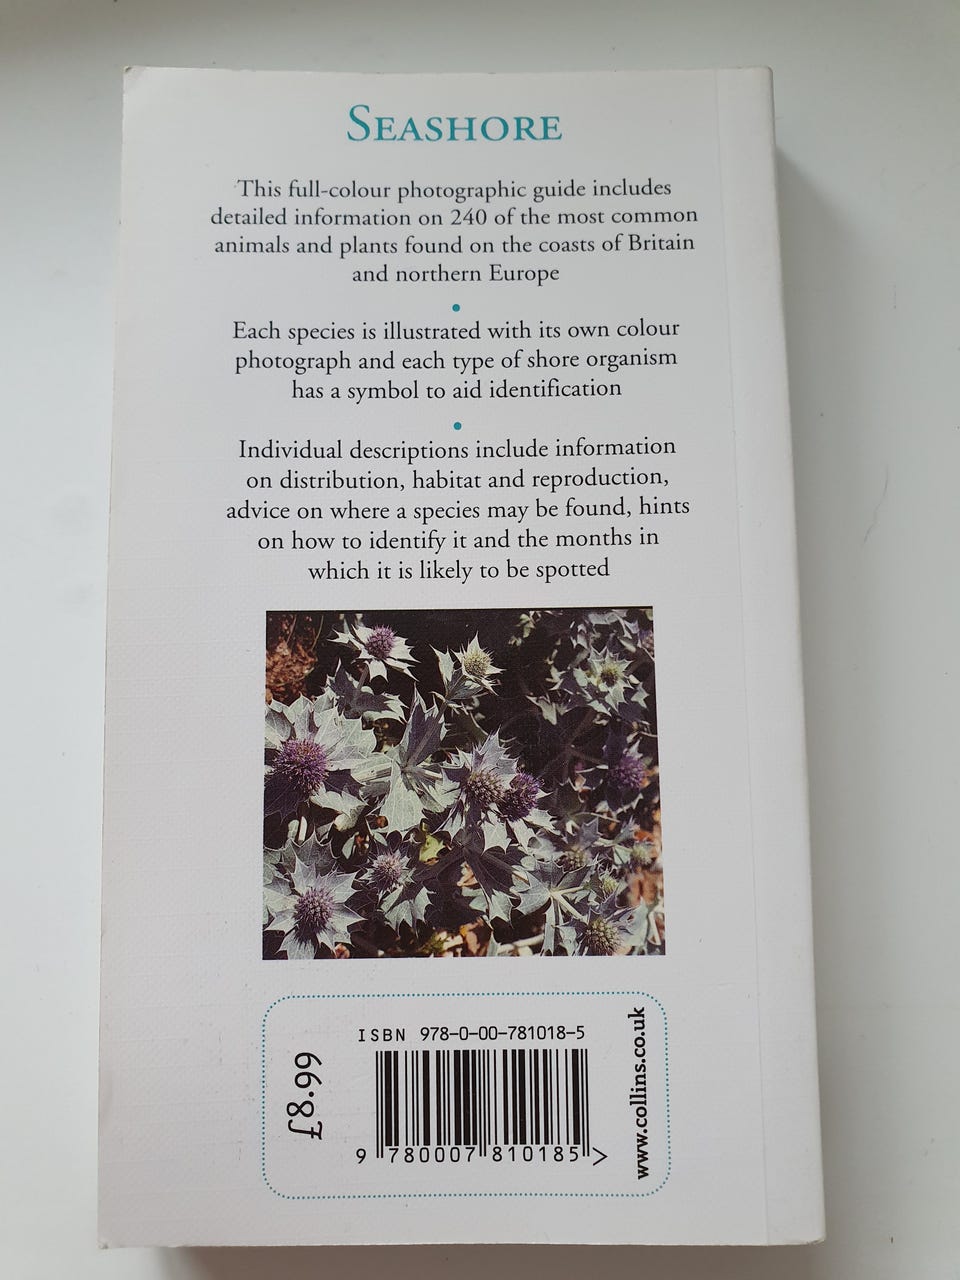 SEASHORE
This full-colour photographic guide includes
detailed information on 240 of the most common
animals and plants found on the coasts of Britain
and northern Europe
•
Each species is illustrated with its own colour
photograph and each type of shore organism
has a symbol to aid identification
•
Individual descriptions include information
on distribution, habitat and reproduction,
advice on where a species may be found, hints
on how to identify it and the months in
which it is likely to be spotted
£8.99
ISBN 978-0-00-781018-5
9 780007 810185 >
www.collins.co.uk